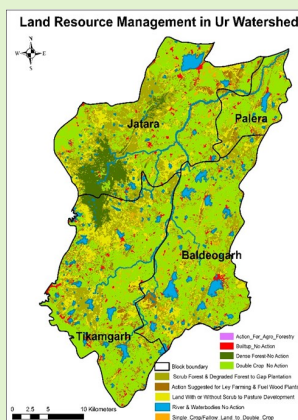 Land Resource Management in Ur Watershed
N
W E
S
Jatara
Palera
Baldeogarh
Tikamgarh
Action_For_Agro_Forestry
Builtup_No Action
Dense Forest-No Action
Double Crop No Action
Block boundary
Scrub Forest & Degraded Forest to Gap Plantation
Action Suggested for Ley Farming & Fuel Wood Planta
Land With or Without Scrub to Pasture Development
River & Waterbodies No Action
Single Crop/Fallow Land to Double Crop
0 2.5 5 10 Kilometers